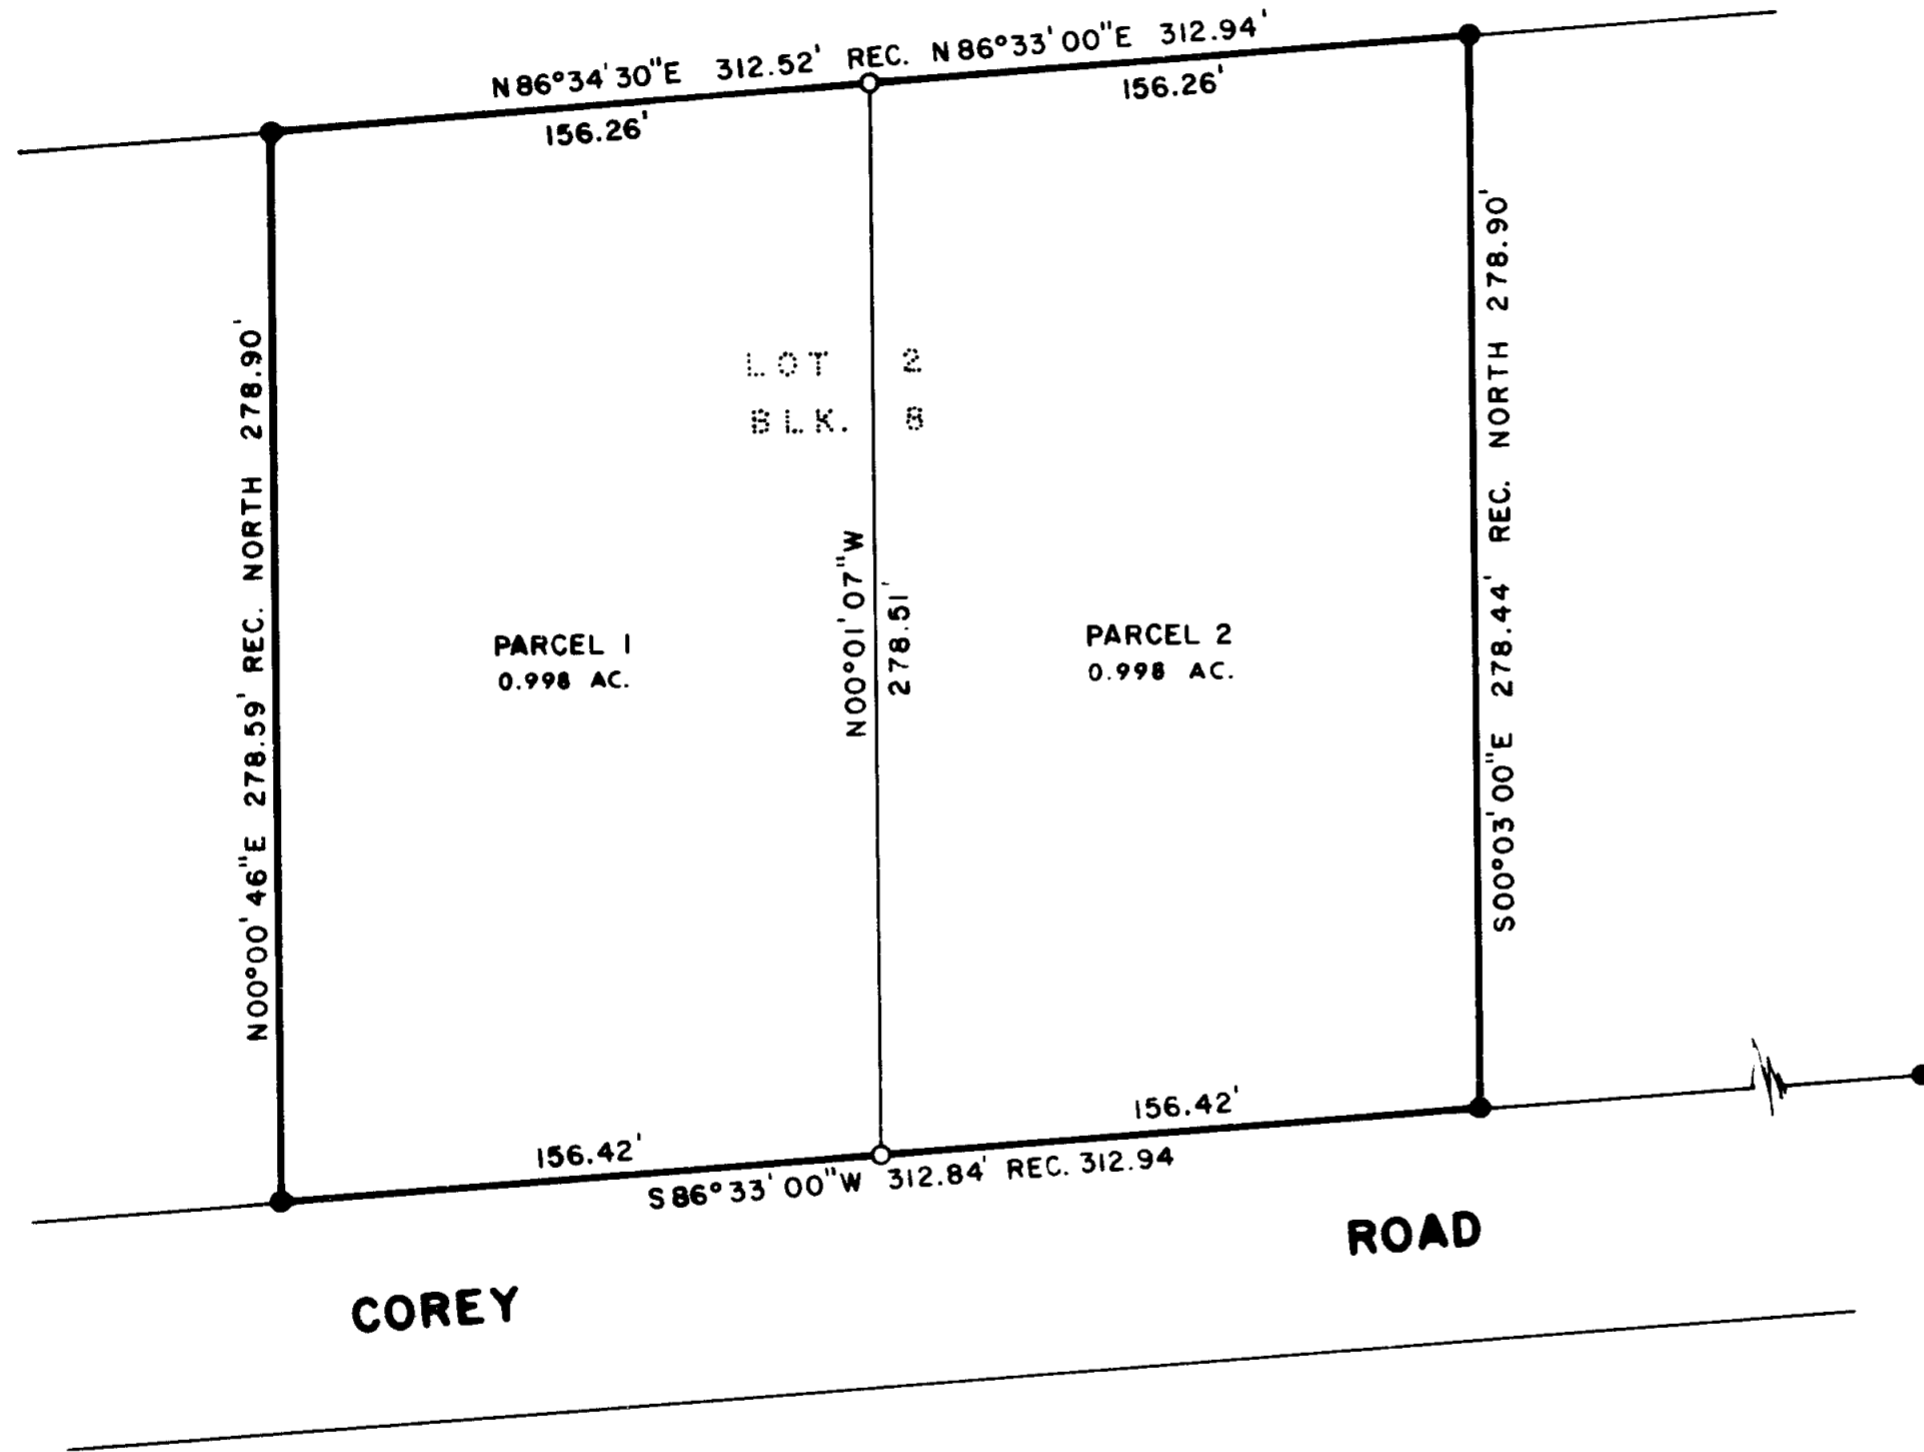 N86°34'30"E 312.52' REC. N86°33'00"E 312.94'
156.26'
156.26'
N00°00'46"E 278.59' REC. NORTH 278.90'
LOT 2
BLK. 8
N00°01'07"W
278.51'
S00°03'00"E 278.44' REC. NORTH 278.90'
PARCEL 1
0.998 AC.
PARCEL 2
0.998 AC.
156.42'
156.42'
S86°33'00"W 312.84' REC. 312.94
COREY ROAD